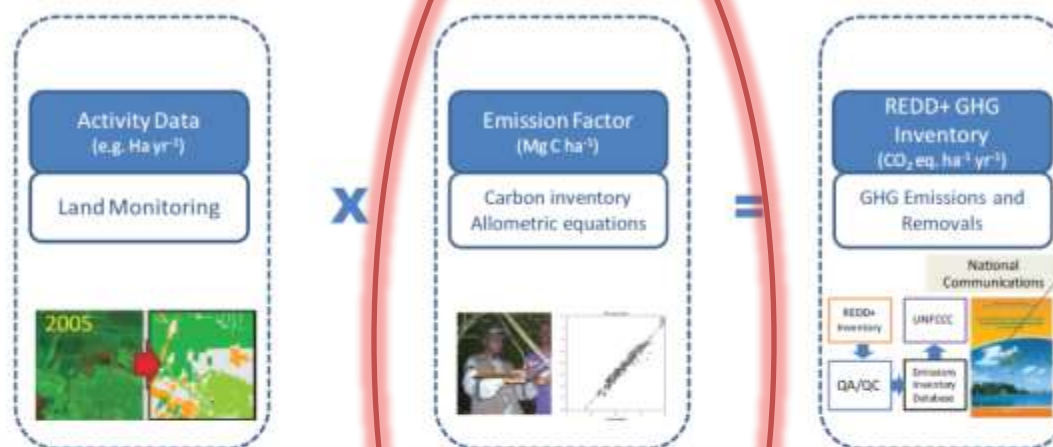 Activity Data
(e.g. Ha yr⁻¹)
Land Monitoring
2005
x
Emission Factor
(Mg C ha⁻¹)
Carbon inventory
Allometric equations
=
REDD+ GHG
Inventory
(CO₂ eq. ha⁻¹ yr⁻¹)
GHG Emissions and
Removals
National
Communications
REDD+
Inventory
UNFCCC
QA/QC
Emissions
Inventory
Database